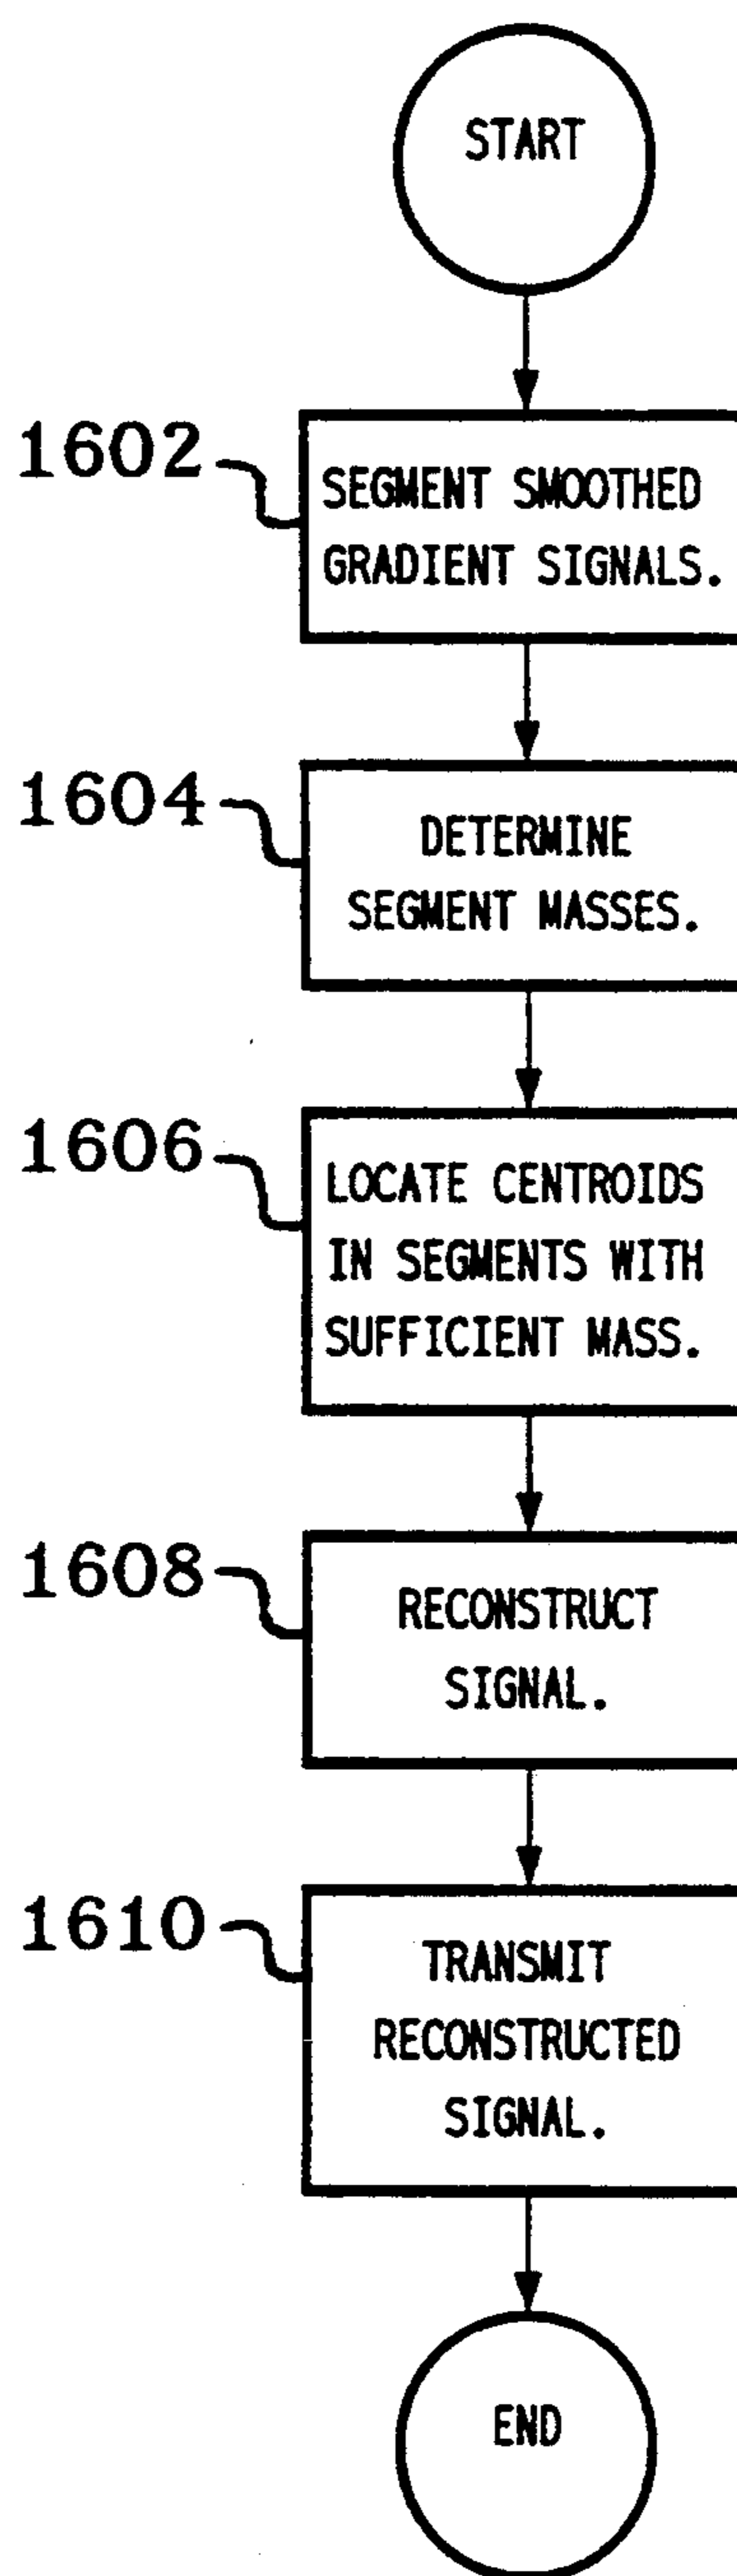 START
1602
SEGMENT SMOOTHED
GRADIENT SIGNALS.
1604
DETERMINE
SEGMENT MASSES.
1606
LOCATE CENTROIDS
IN SEGMENTS WITH
SUFFICIENT MASS.
1608
RECONSTRUCT
SIGNAL.
1610
TRANSMIT
RECONSTRUCTED
SIGNAL.
END